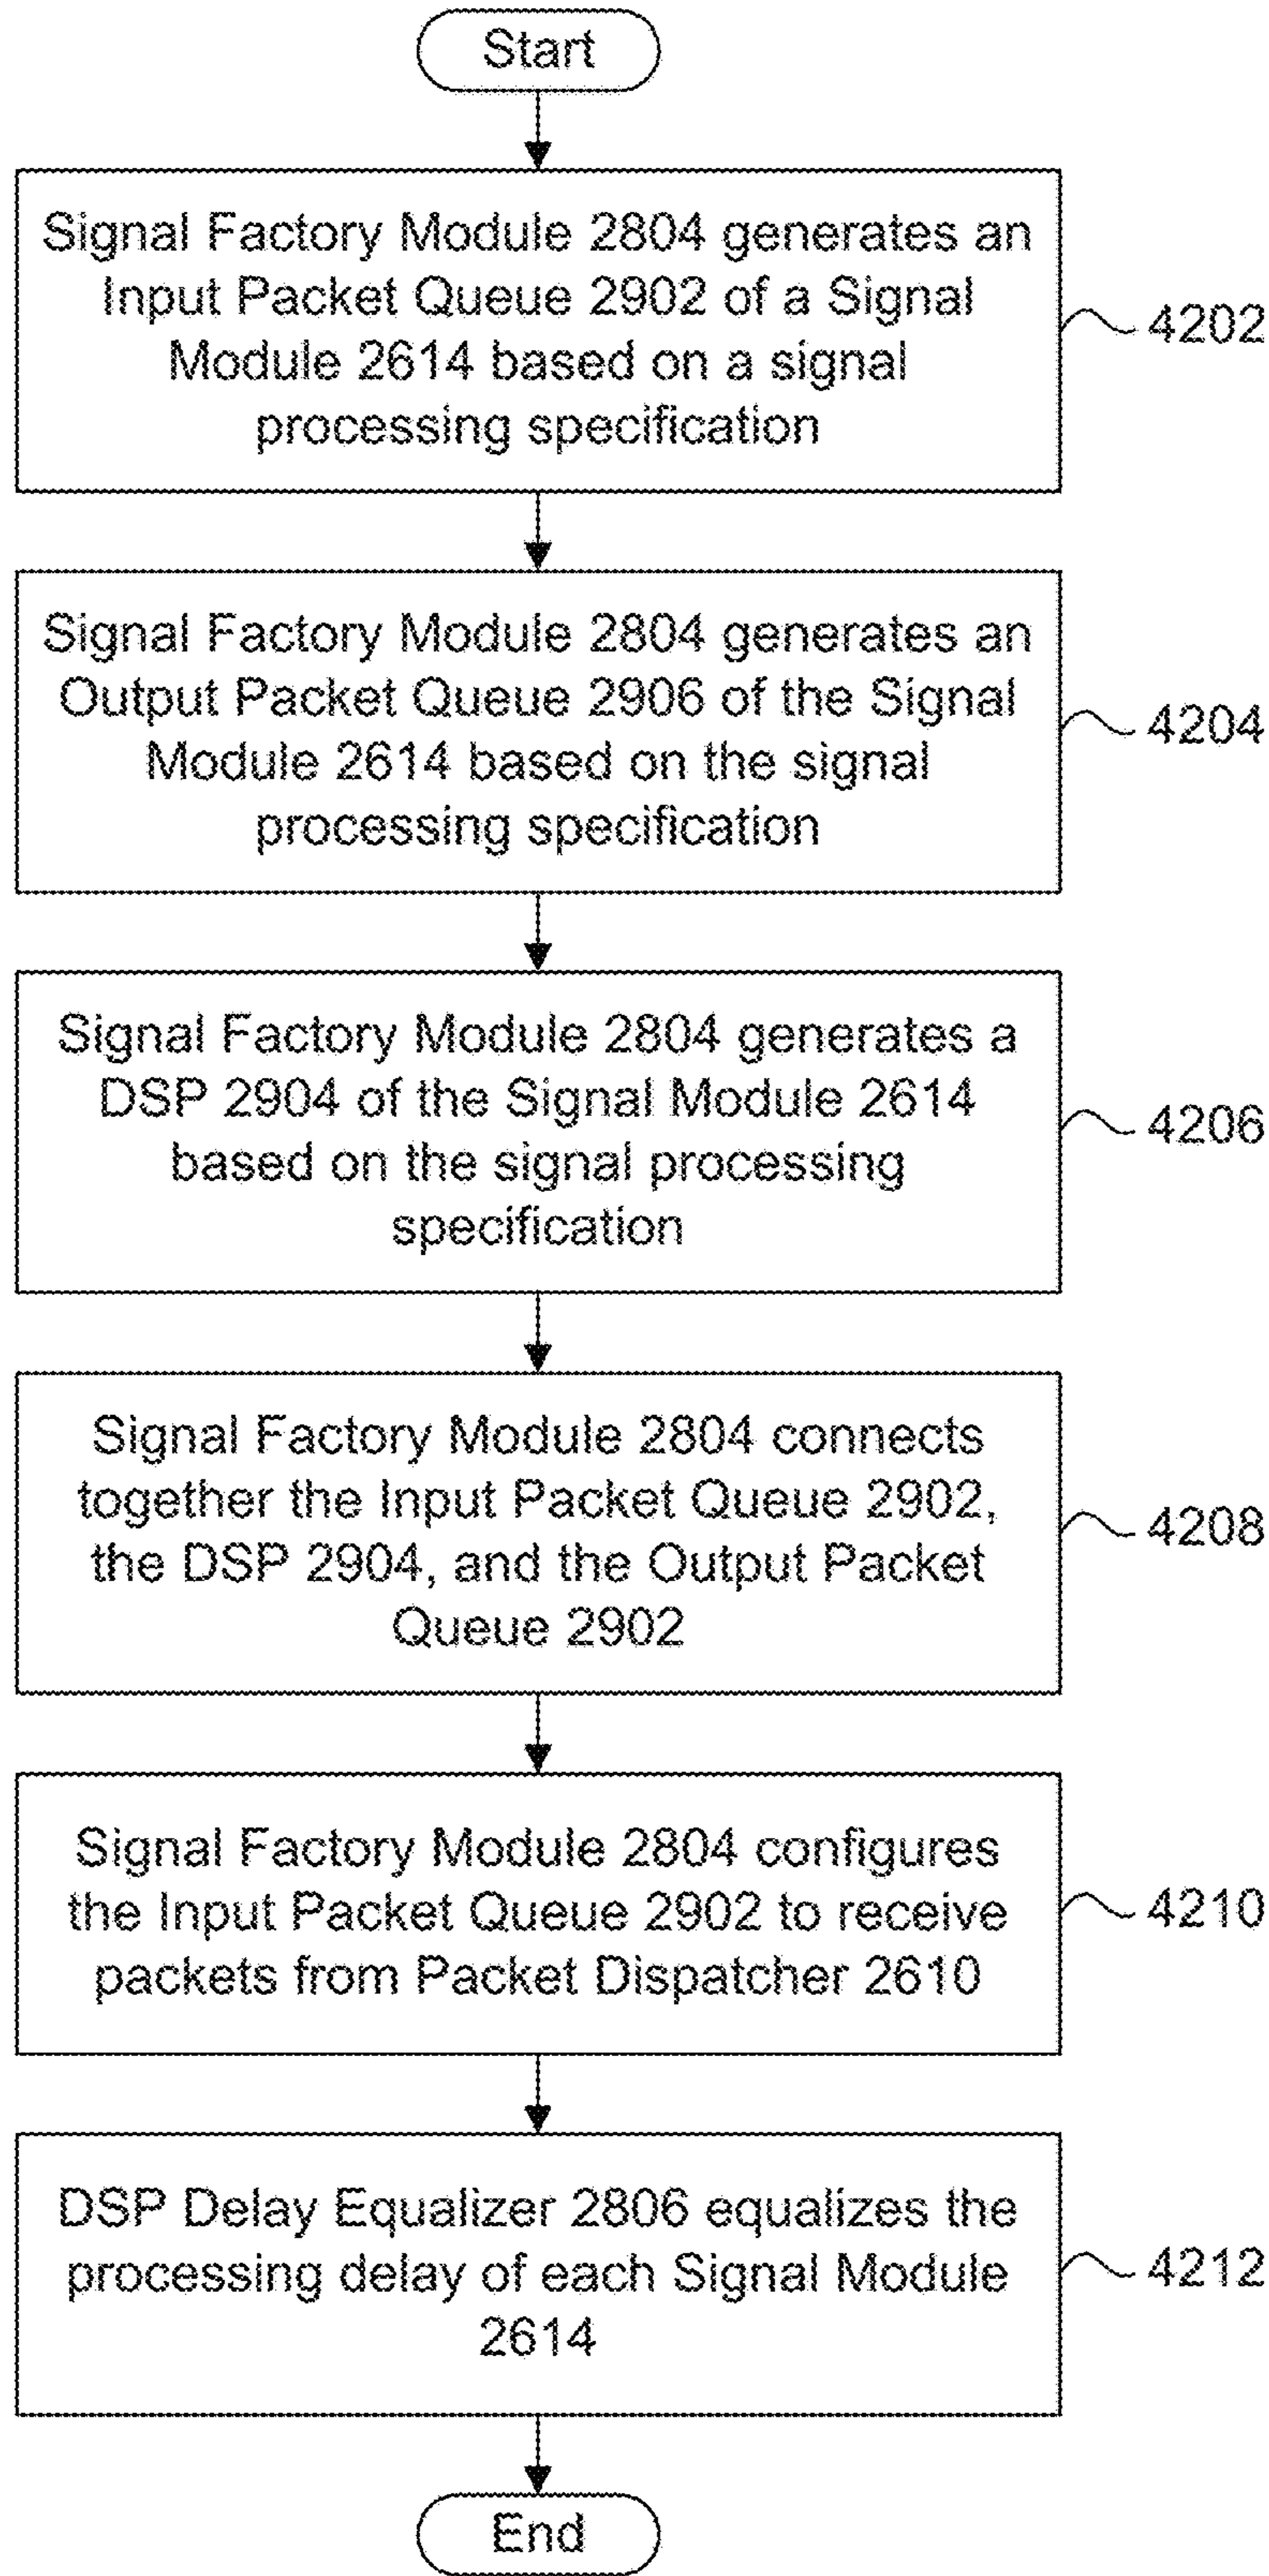 Start
Signal Factory Module 2804 generates an
Input Packet Queue 2902 of a Signal
Module 2614 based on a signal
processing specification
4202
Signal Factory Module 2804 generates an
Output Packet Queue 2906 of the Signal
Module 2614 based on the signal
processing specification
4204
Signal Factory Module 2804 generates a
DSP 2904 of the Signal Module 2614
based on the signal processing
specification
4206
Signal Factory Module 2804 connects
together the Input Packet Queue 2902,
the DSP 2904, and the Output Packet
Queue 2902
4208
Signal Factory Module 2804 configures
the Input Packet Queue 2902 to receive
packets from Packet Dispatcher 2610
4210
DSP Delay Equalizer 2806 equalizes the
processing delay of each Signal Module
2614
4212
End